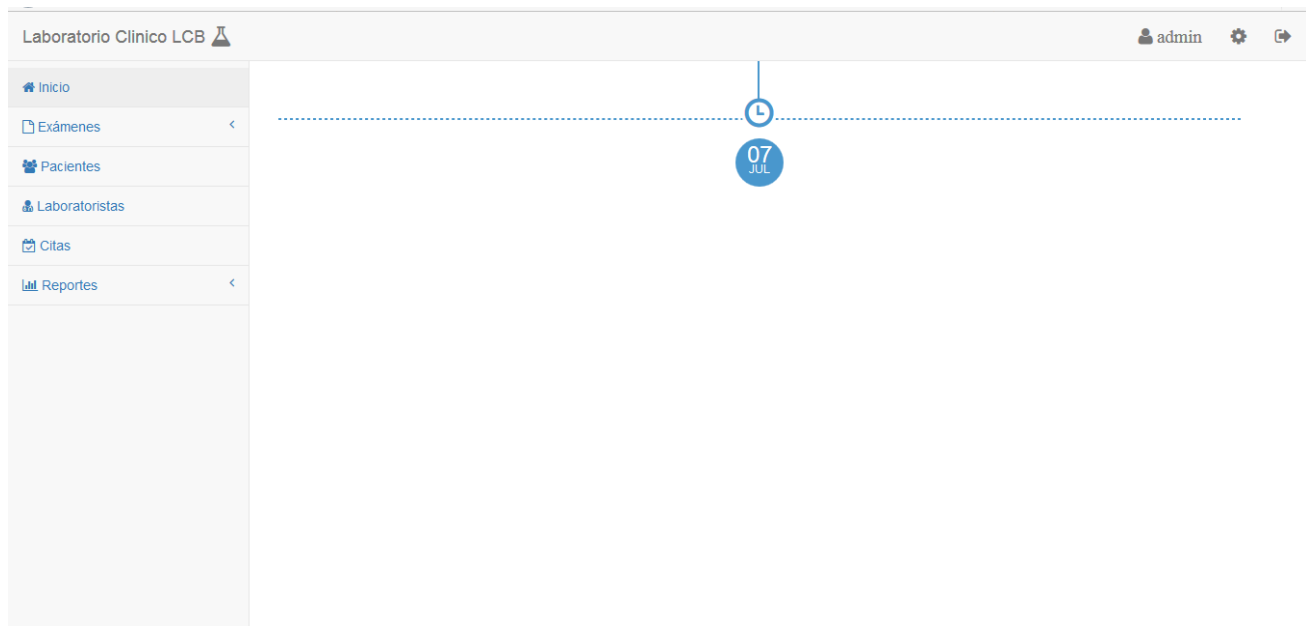 Laboratorio Clinico LCB
admin
Inicio
Exámenes
Pacientes
Laboratoristas
Citas
Reportes
07
JUL